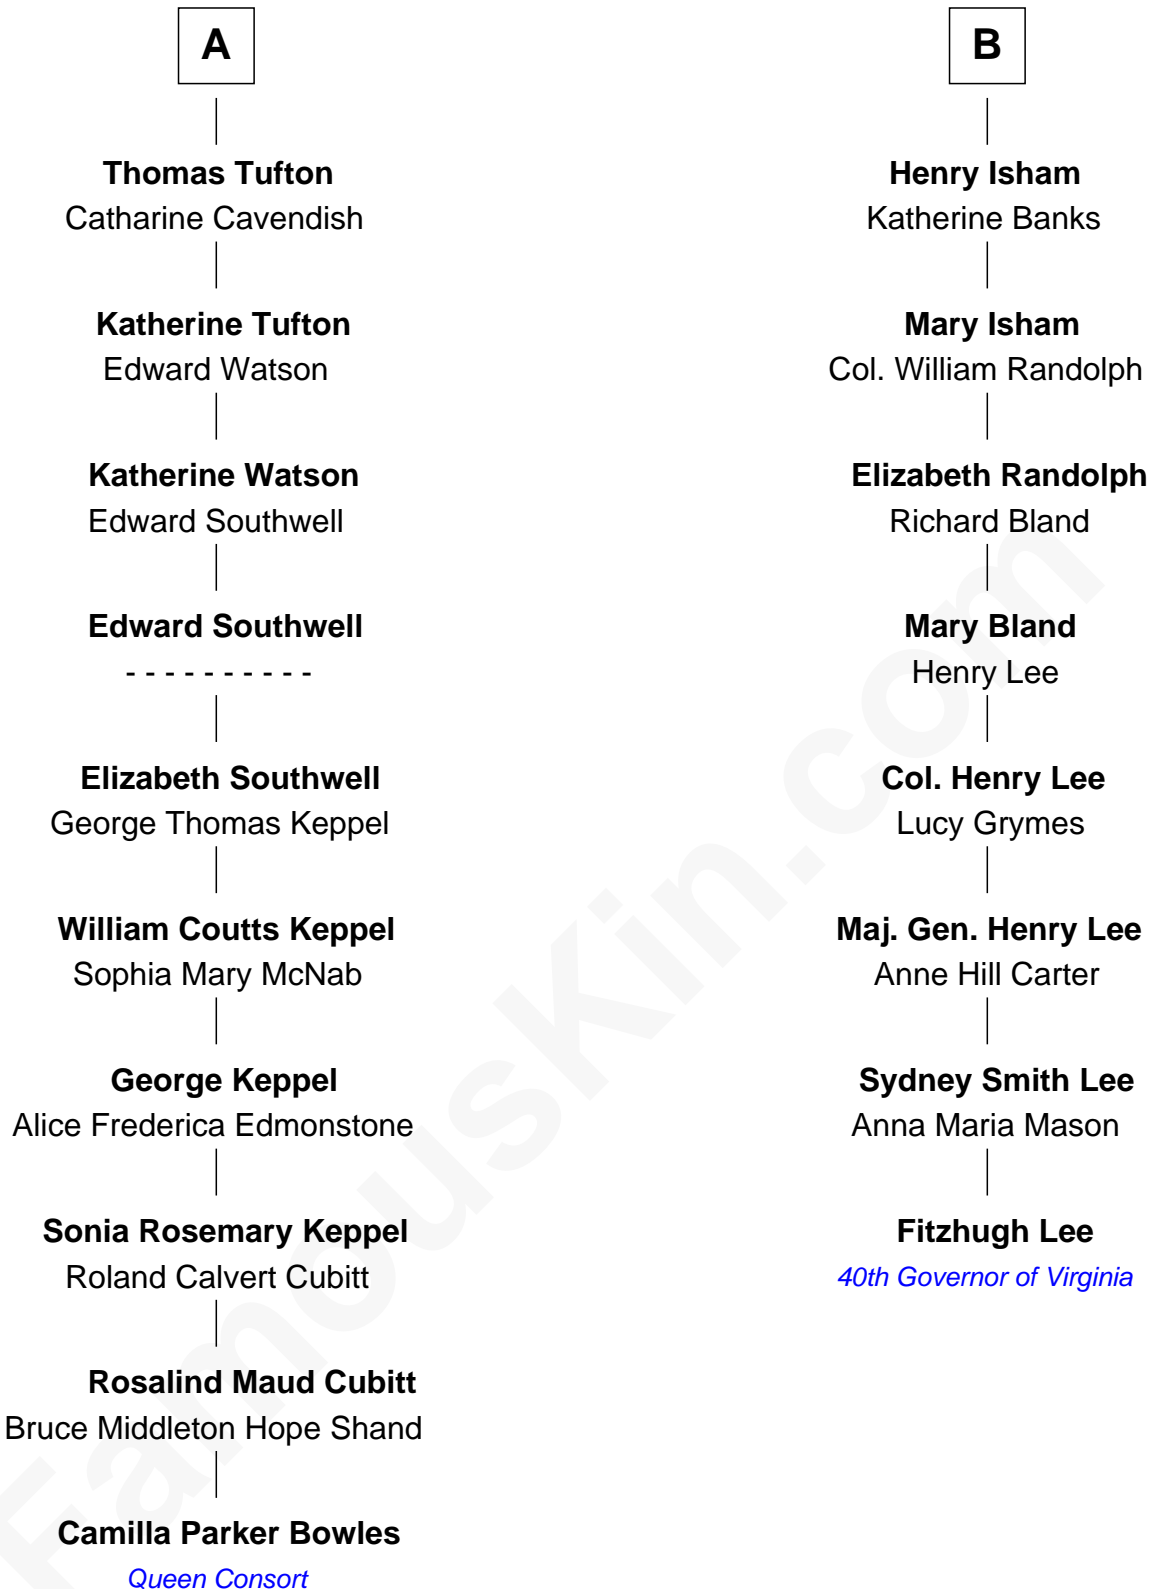 A
Thomas Tufton
Catharine Cavendish
Katherine Tufton
Edward Watson
Katherine Watson
Edward Southwell
Edward Southwell
- - - - - - - - - -
Elizabeth Southwell
George Thomas Keppel
William Coutts Keppel
Sophia Mary McNab
George Keppel
Alice Frederica Edmonstone
Sonia Rosemary Keppel
Roland Calvert Cubitt
Rosalind Maud Cubitt
Bruce Middleton Hope Shand
Camilla Parker Bowles
Queen Consort
B
Henry Isham
Katherine Banks
Mary Isham
Col. William Randolph
Elizabeth Randolph
Richard Bland
Mary Bland
Henry Lee
Col. Henry Lee
Lucy Grymes
Maj. Gen. Henry Lee
Anne Hill Carter
Sydney Smith Lee
Anna Maria Mason
Fitzhugh Lee
40th Governor of Virginia
FamousKin.com